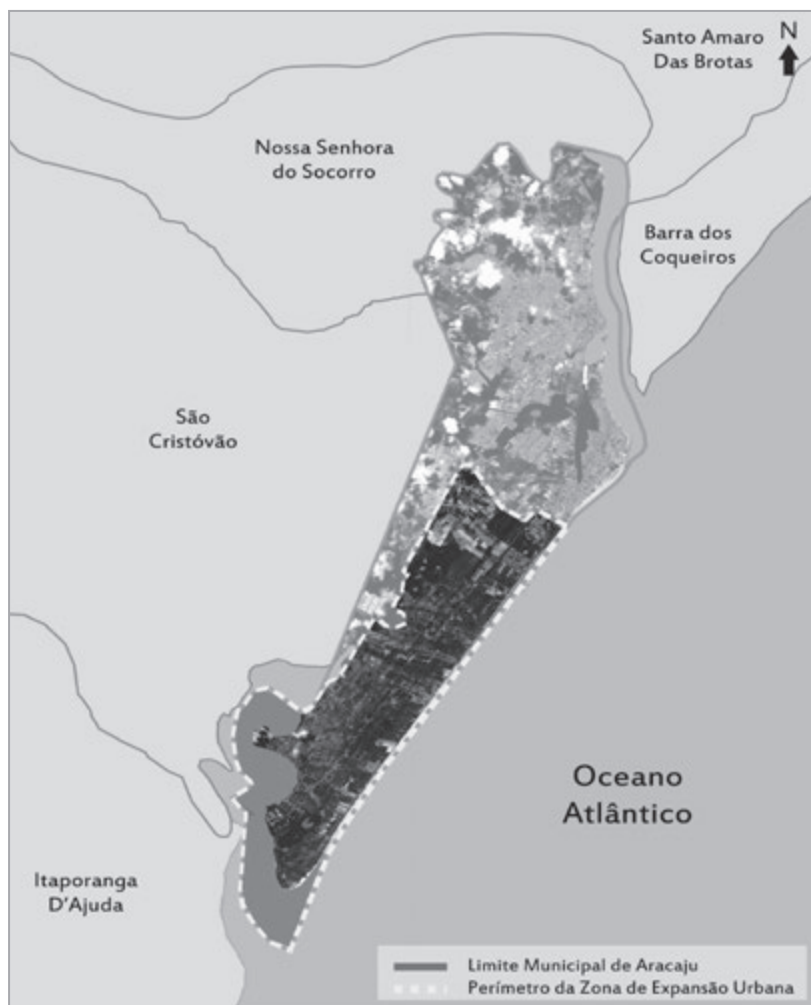 Santo Amaro
Das Brotas
N
Nossa Senhora
do Socorro
Barra dos
Coqueiros
São
Cristóvão
Oceano
Atlântico
Itaporanga
D'Ajuda
Limite Municipal de Aracaju
Perímetro da Zona de Expansão Urbana